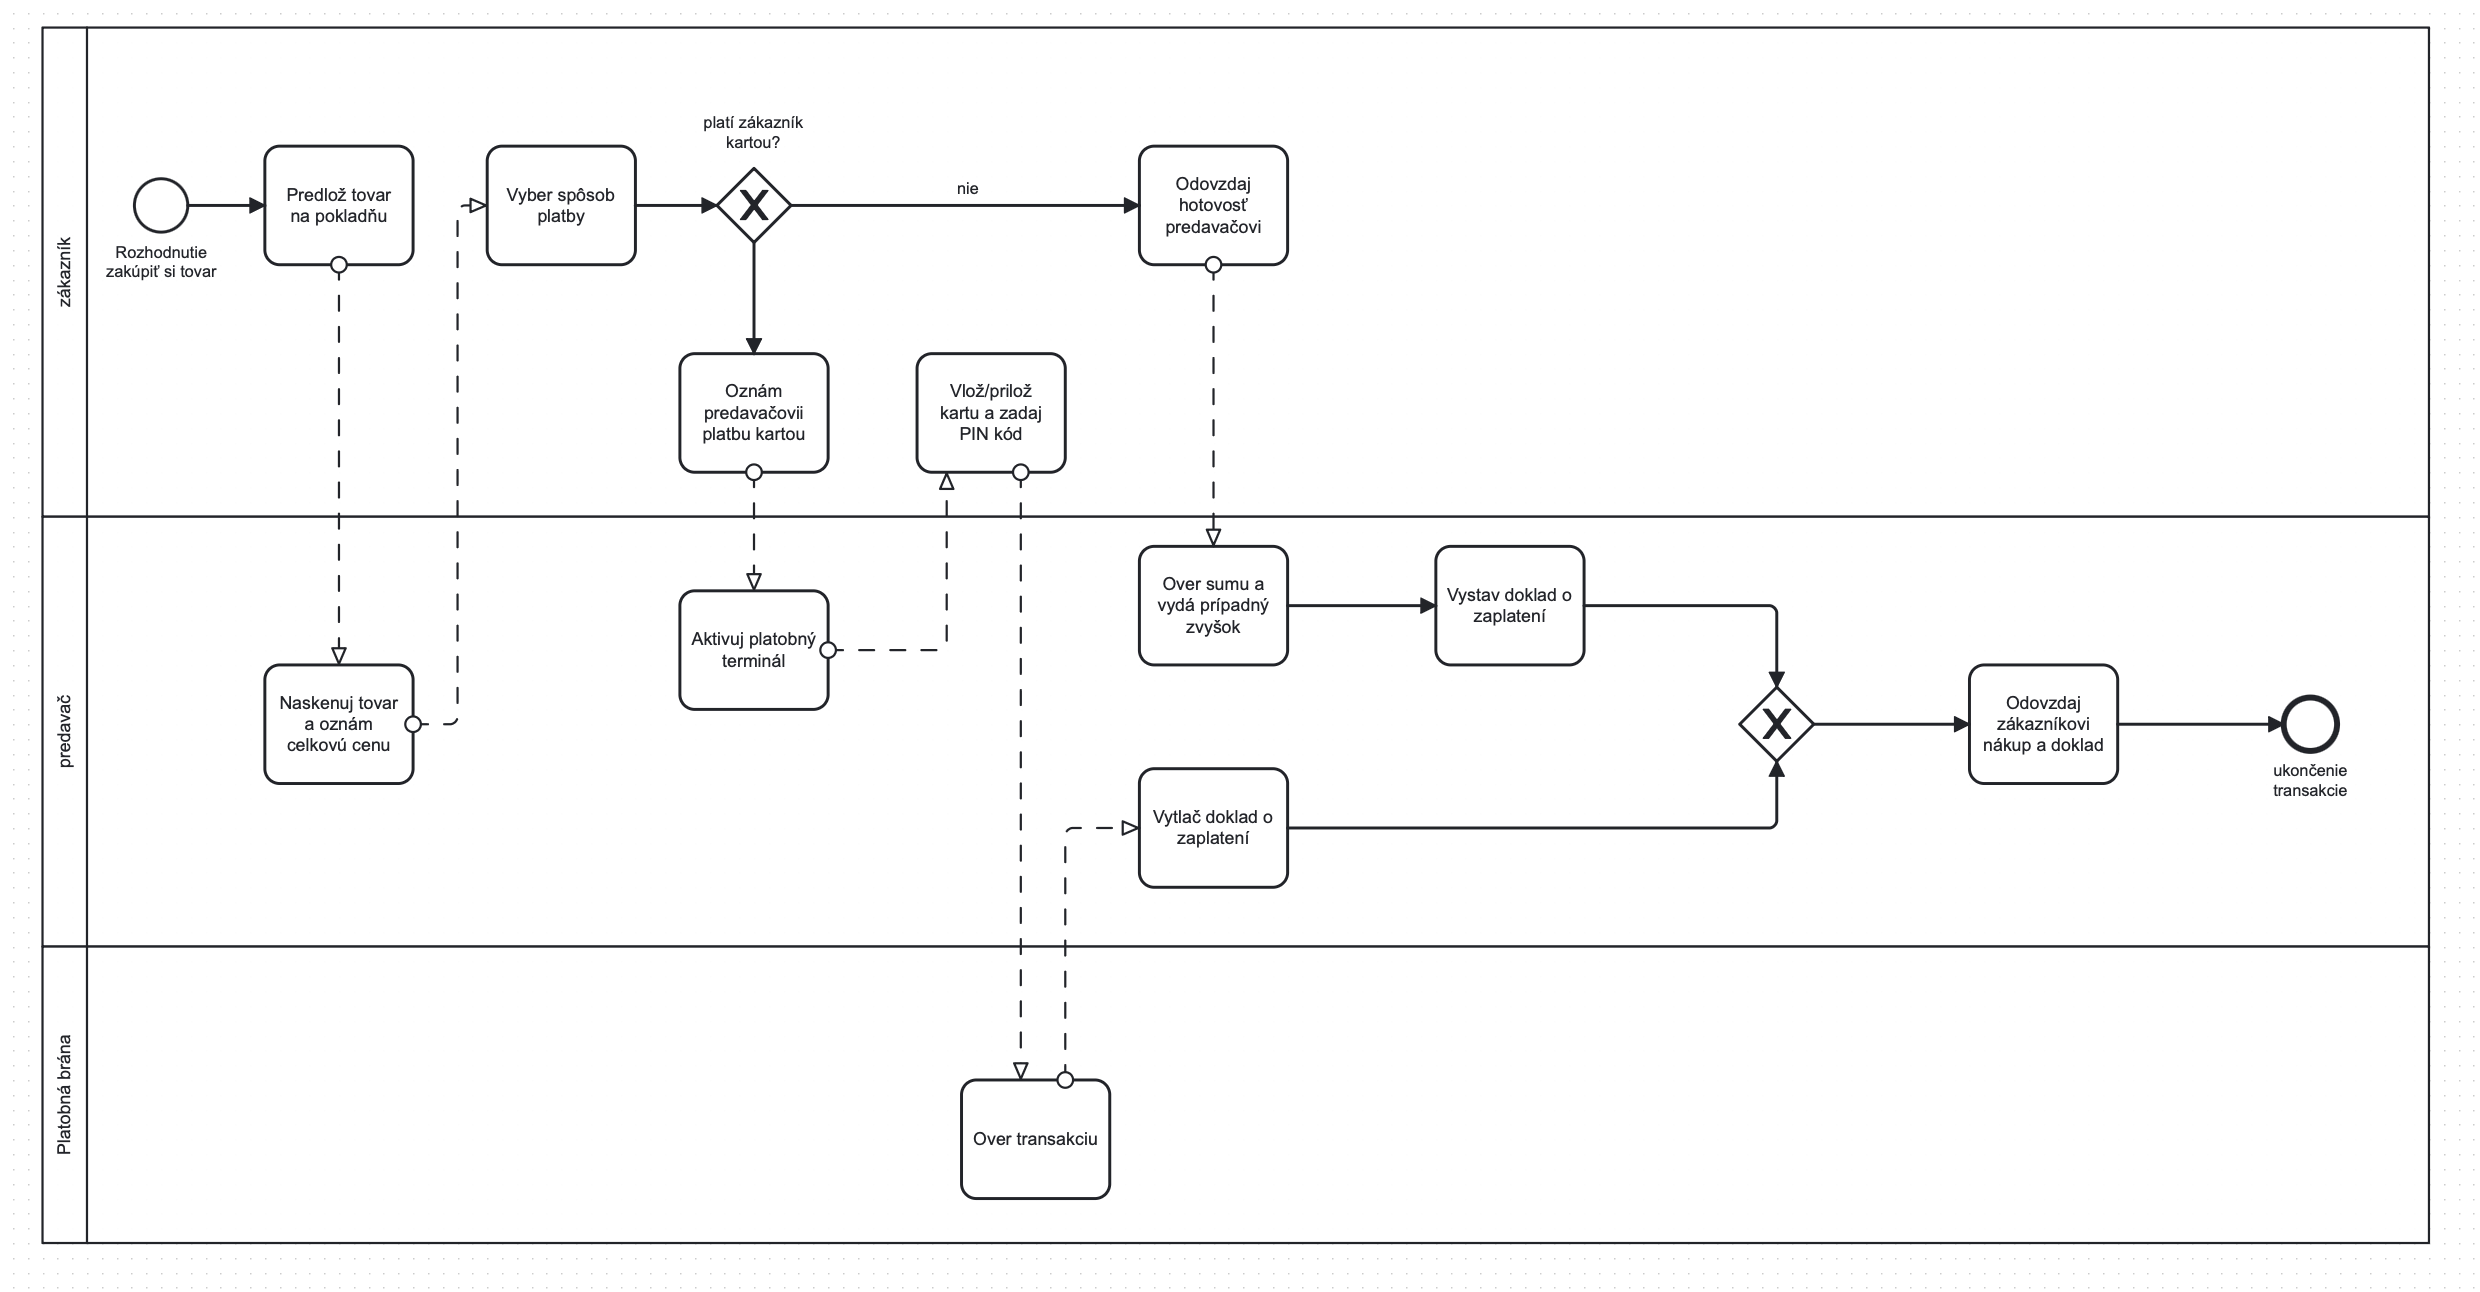 zákazník
Rozhodnutie
zakúpiť si tovar
Predlož tovar
na pokladňu
Vyber spôsob
platby
platí zákazník
kartou?
nie
Odovzdaj
hotovosť
predavačovi
Oznám
predavačovii
platbu kartou
Vlož/prilož
kartu a zadaj
PIN kód
predavač
Naskenuj tovar
a oznám
celkovú cenu
Aktivuj platobný
terminál
Over sumu a
vydá prípadný
zvyšok
Vystav doklad o
zaplatení
Vytlač doklad o
zaplatení
Odovzdaj
zákazníkovi
nákup a doklad
ukončenie
transakcie
Platobná brána
Over transakciu